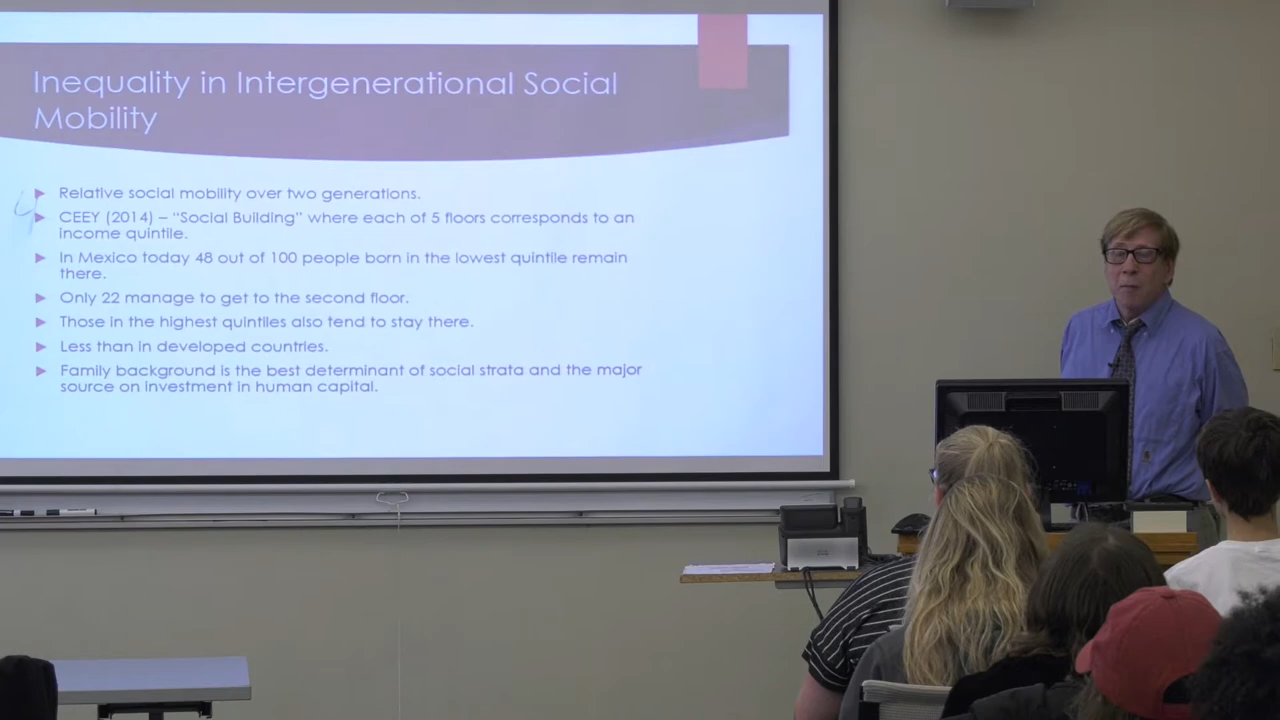 Inequality in Intergenerational Social
Mobility
Relative social mobility over two generations.
CEEY (2014) – “Social Building” where each of 5 floors corresponds to an
income quintile.
In Mexico today 48 out of 100 people born in the lowest quintile remain
there.
Only 22 manage to get to the second floor.
Those in the highest quintiles also tend to stay there.
Less than in developed countries.
Family background is the best determinant of social strata and the major
source on investment in human capital.